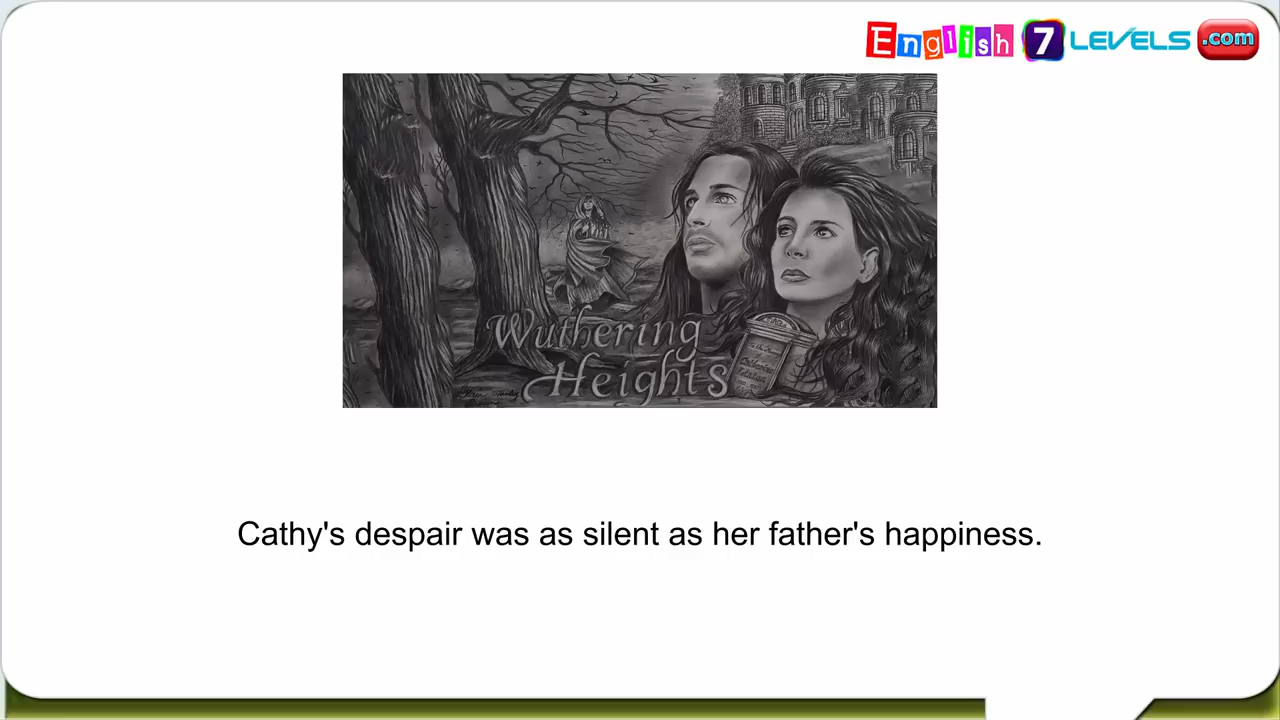 English 7 LEVELS .com
Wuthering
Heights
Cathy's despair was as silent as her father's happiness.